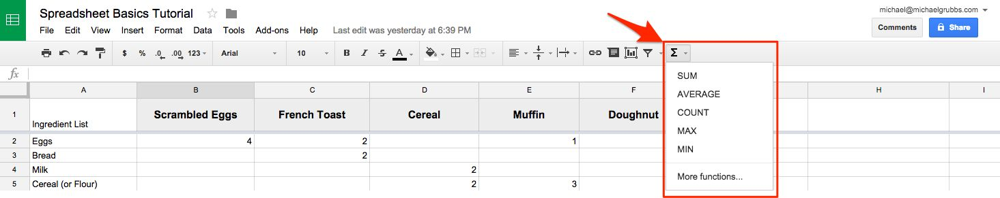 Spreadsheet Basics Tutorial
michael@michaelgrubbs.com
File Edit View Insert Format Data Tools Add-ons Help Last edit was yesterday at 6:39 PM
Comments Share
$ % .0 .00 123 Arial 10 B I S A Σ
fx
SUM
AVERAGE
COUNT
MAX
MIN
More functions...
A B C D E F H I
1 Ingredient List Scrambled Eggs French Toast Cereal Muffin Doughnut
2 Eggs 4 2 1
3 Bread 2
4 Milk 2
5 Cereal (or Flour) 2 3